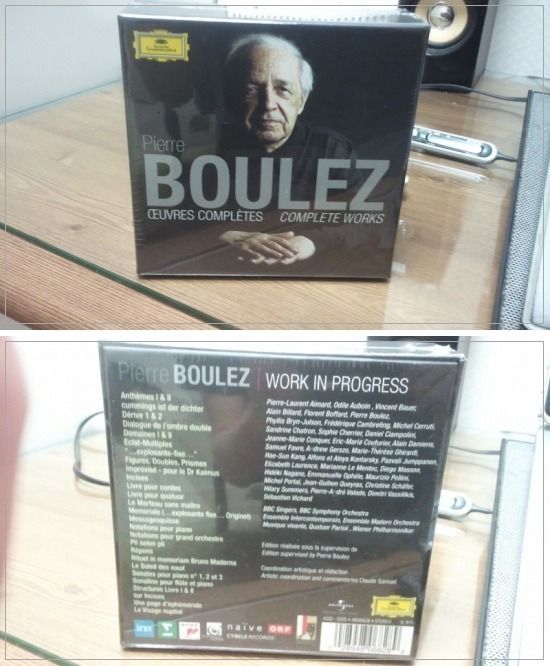 Deutsche Grammophon
Pierre
BOULEZ
ŒUVRES COMPLÈTES COMPLETE WORKS
Pierre BOULEZ | WORK IN PROGRESS
Anthèmes I & II
cummings ist der dichter
Dérive 1 & 2
Dialogue de l'ombre double
Domaines I & II
Eclat-Multiples
"...explosante-fixe..."
Figures, Doubles, Prismes
Improvisé - pour le Dr Kalmus
Incises
Livre pour cordes
Livre pour quatuor
Le Marteau sans maître
Mémoriale (...explosante fixe... Originel)
Messagesquisse
Notations pour piano
Notations pour grand orchestre
Pli selon pli
Répons
Rituel in memoriam Bruno Maderna
Le Soleil des eaux
Sonates pour piano n° 1, 2 et 3
Sonatine pour flûte et piano
Structures Livre I & II
sur Incises
Une page d'éphéméride
Le Visage nuptial
Pierre-Laurent Aimard, Odile Auboin, Vincent Bauer,
Alain Billard, Florent Boffard, Pierre Boulez,
Phyllis Bryn-Julson, Frédérique Cambreling, Michel Cerruti,
Sandrine Chatron, Sophie Cherrier, Daniel Ciampolini,
Jeanne-Marie Conquer, Eric-Maria Couturier, Alain Damiens,
Samuel Favre, Andrew Gerszo, Marie-Thérèse Ghirardi,
Hae-Sun Kang, Alfons et Aloys Kontarsky, Paavali Jumppanen,
Elizabeth Laurence, Marianne Le Mentec, Diego Masson,
Hidéki Nagano, Emmanuelle Ophèle, Maurizio Pollini,
Michel Portal, Jean-Guihen Queyras, Christine Schäfer,
Hilary Summers, Pierre-André Valade, Dimitri Vassilakis,
Sébastien Vichard
BBC Singers, BBC Symphony Orchestra
Ensemble Intercontemporain, Ensemble Modern Orchestra
Musique vivante, Quatuor Parisii, Wiener Philharmoniker
Edition réalisée sous la supervision de
Edition supervised by Pierre Boulez
Coordination artistique et rédaction
Artistic coordination and commentaries Claude Samuel
naïve
CYBELE RECORDS
ORF
UNIVERSAL